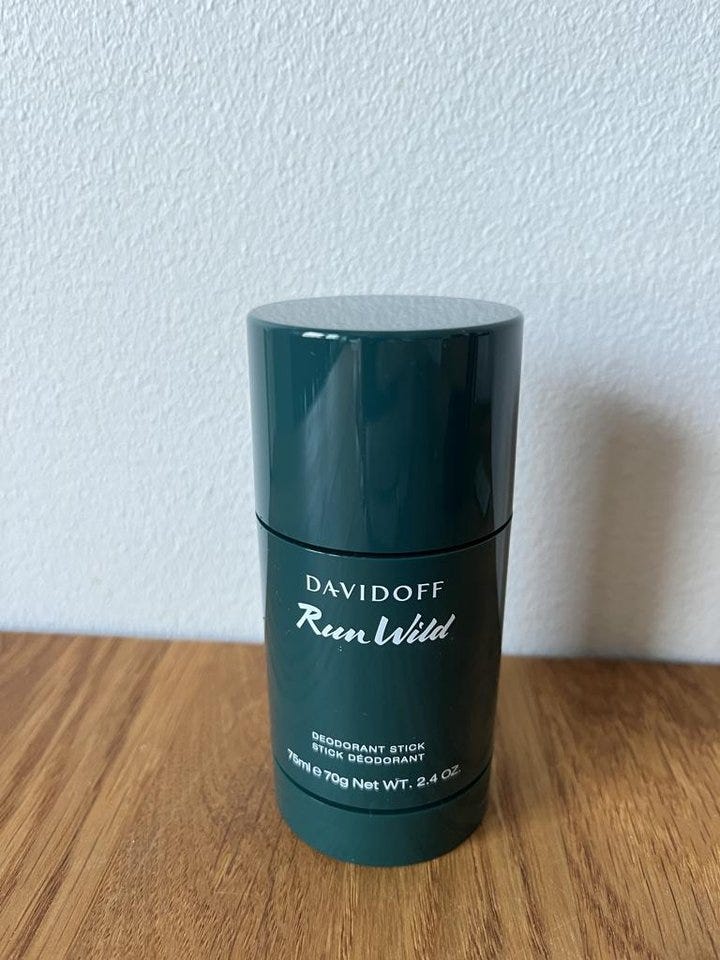 DAVIDOFF
Run Wild
DEODORANT STICK
STICK DÉODORANT
75ml e 70g Net WT. 2.4 OZ.